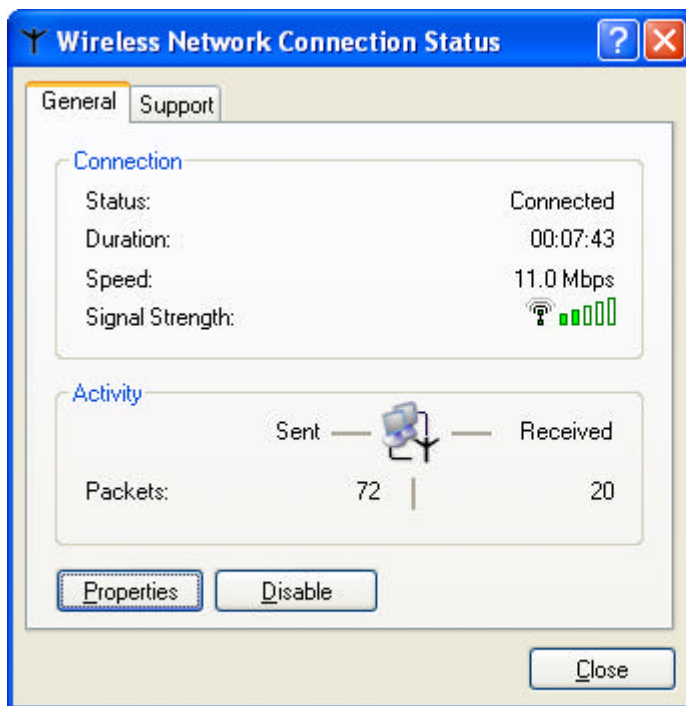 Wireless Network Connection Status
General Support
Connection
Status: Connected
Duration: 00:07:43
Speed: 11.0 Mbps
Signal Strength:
Activity
Sent Received
Packets: 72 20
Properties Disable
Close